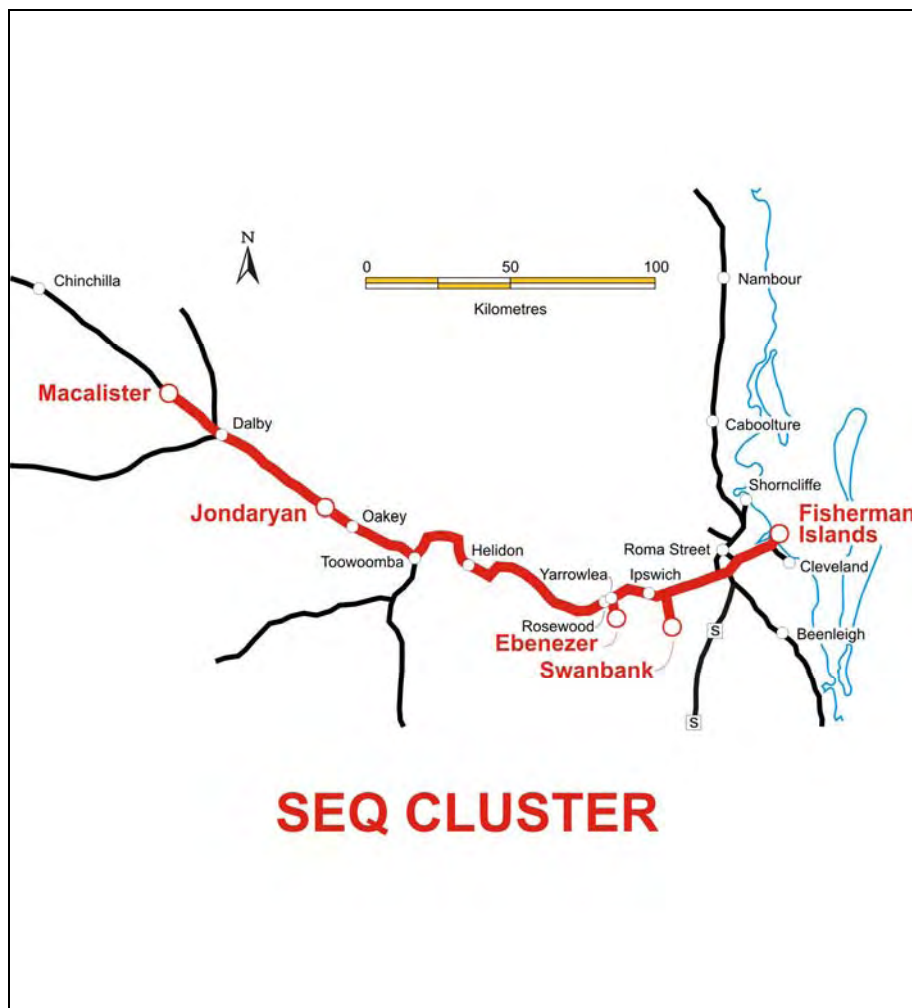 N
0
50
100
Kilometres
Chinchilla
Nambour
Macalister
Dalby
Caboolture
Shorncliffe
Jondaryan
Oakey
Fisherman
Islands
Toowoomba
Helidon
Roma Street
Cleveland
Yarrowlea
Ipswich
Rosewood
Ebenezer
Swanbank
S
Beenleigh
S
SEQ CLUSTER